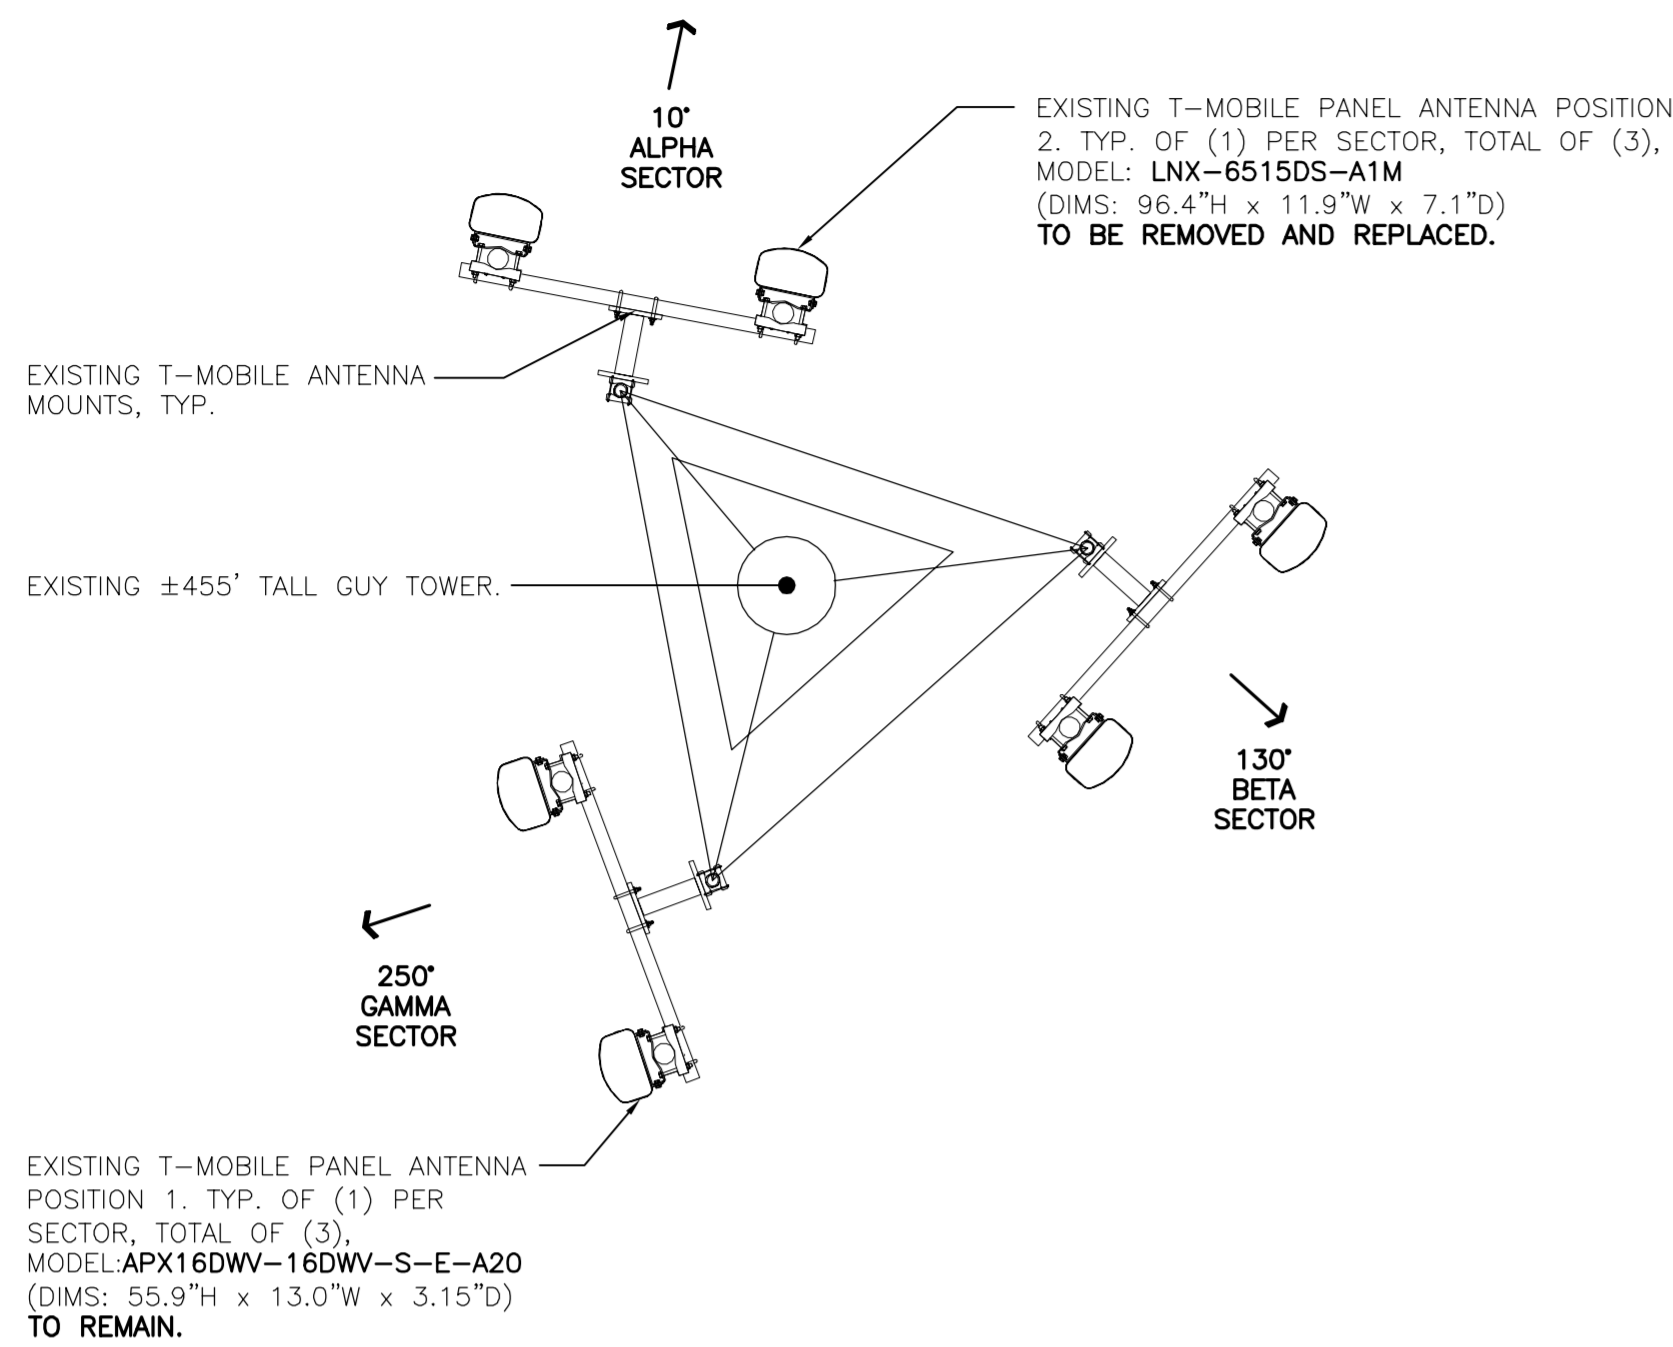 10°
ALPHA
SECTOR
EXISTING T-MOBILE PANEL ANTENNA POSITION
2. TYP. OF (1) PER SECTOR, TOTAL OF (3),
MODEL: LNX-6515DS-A1M
(DIMS: 96.4"H x 11.9"W x 7.1"D)
TO BE REMOVED AND REPLACED.
EXISTING T-MOBILE ANTENNA
MOUNTS, TYP.
EXISTING ±455' TALL GUY TOWER.
130°
BETA
SECTOR
250°
GAMMA
SECTOR
EXISTING T-MOBILE PANEL ANTENNA
POSITION 1. TYP. OF (1) PER
SECTOR, TOTAL OF (3),
MODEL:APX16DWV-16DWV-S-E-A20
(DIMS: 55.9"H x 13.0"W x 3.15"D)
TO REMAIN.